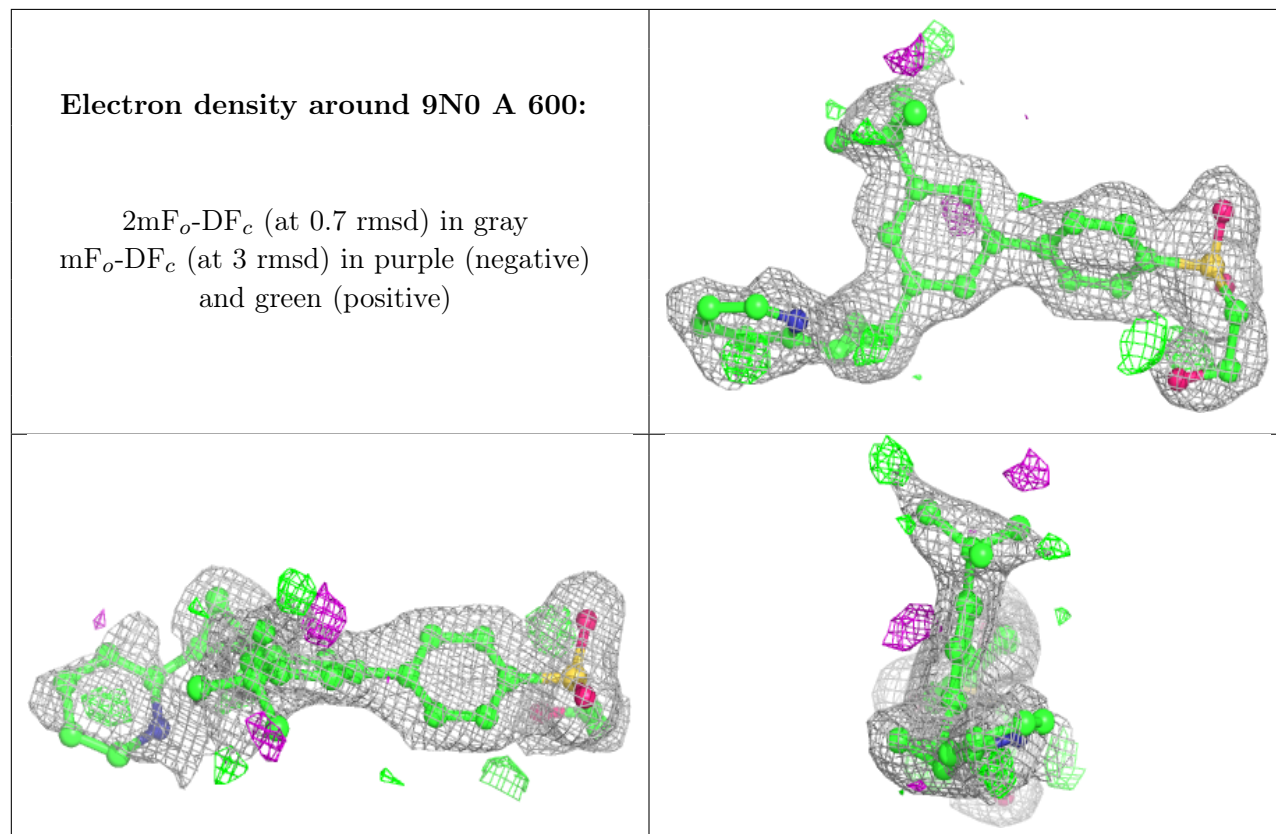 Electron density around 9N0 A 600:
2mFo-DFc (at 0.7 rmsd) in gray
mFo-DFc (at 3 rmsd) in purple (negative)
and green (positive)